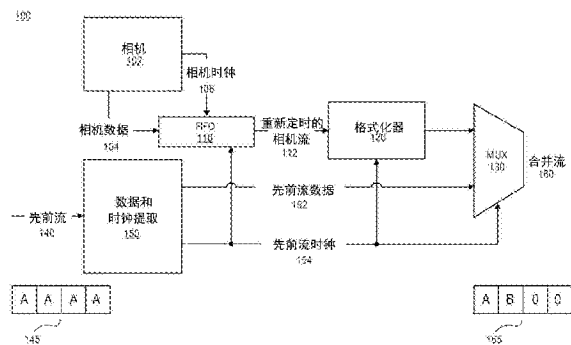 100
相机
102
相机时钟
106
相机数据
104
FIFO
110
重新定时的
相机流
112
格式化器
120
MUX
130
合并流
160
先前流
140
数据和
时钟提取
150
先前流数据
152
先前流时钟
154
A A A A
145
A B 0 0
165